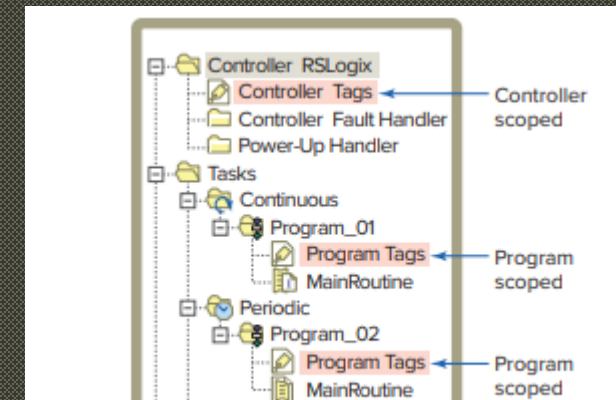 Controller RSLogix
Controller Tags
Controller
scoped
Controller Fault Handler
Power-Up Handler
Tasks
Continuous
Program_01
Program Tags
Program
scoped
MainRoutine
Periodic
Program_02
Program Tags
Program
scoped
MainRoutine